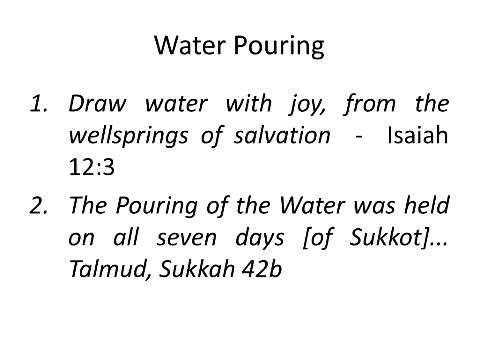 Water Pouring
1. Draw water with joy, from the
wellsprings of salvation - Isaiah
12:3
2. The Pouring of the Water was held
on all seven days [of Sukkot]...
Talmud, Sukkah 42b